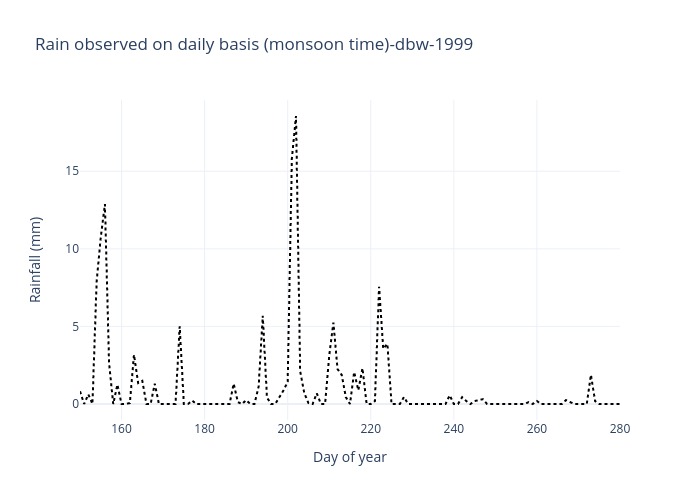 Rain observed on daily basis (monsoon time)-dbw-1999
Rainfall (mm)
15
10
5
0
160 180 200 220 240 260 280
Day of year